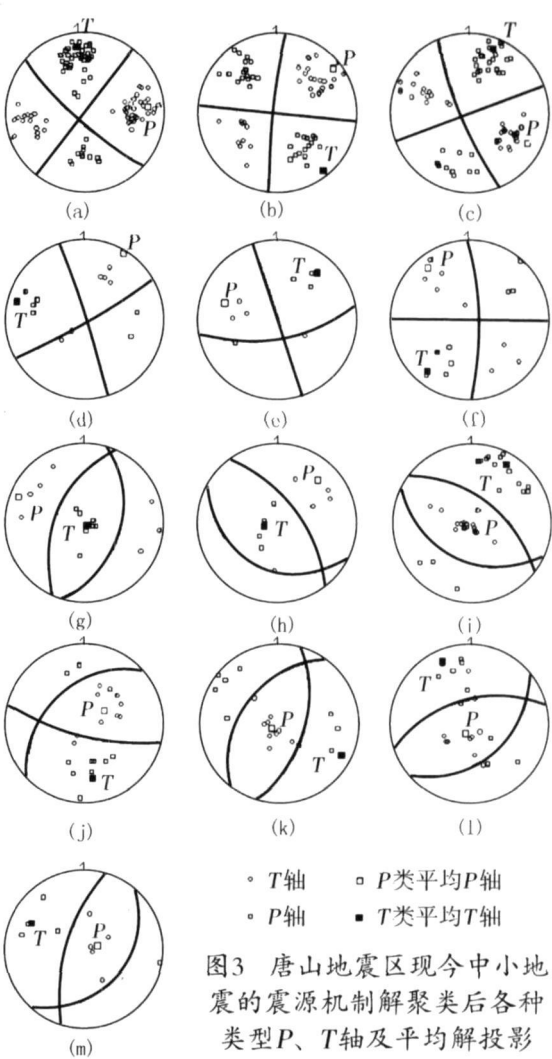 T
P
(a)
P
T
(b)
T
P
(c)
P
T
(d)
T
P
(e)
P
T
(f)
P
T
(g)
P
T
(h)
T
P
(i)
P
T
(j)
P
T
(k)
T
P
(l)
T
P
(m)
T轴 P类平均P轴
P轴 T类平均T轴
图3 唐山地震区现今中小地
震的震源机制解聚类后各种
类型P、T轴及平均解投影